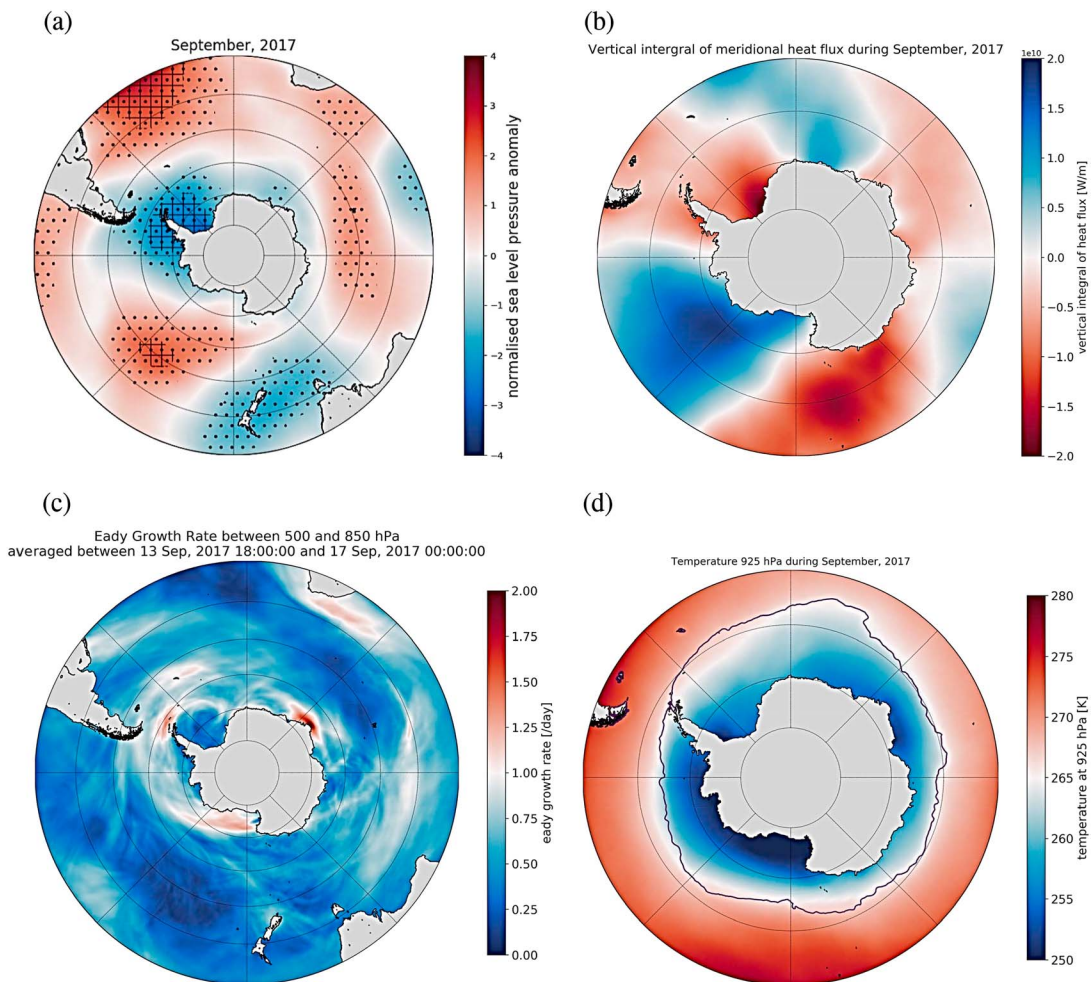 (a)
September, 2017
4
3
2
1
0
−1
−2
−3
−4
normalised sea level pressure anomaly
(b)
Vertical intergral of meridional heat flux during September, 2017
1e10
2.0
1.5
1.0
0.5
0.0
−0.5
−1.0
−1.5
−2.0
vertical integral of heat flux [W/m]
(c)
Eady Growth Rate between 500 and 850 hPa
averaged between 13 Sep, 2017 18:00:00 and 17 Sep, 2017 00:00:00
2.00
1.75
1.50
1.25
1.00
0.75
0.50
0.25
0.00
eady growth rate [/day]
(d)
Temperature 925 hPa during September, 2017
280
275
270
265
260
255
250
temperature at 925 hPa [K]